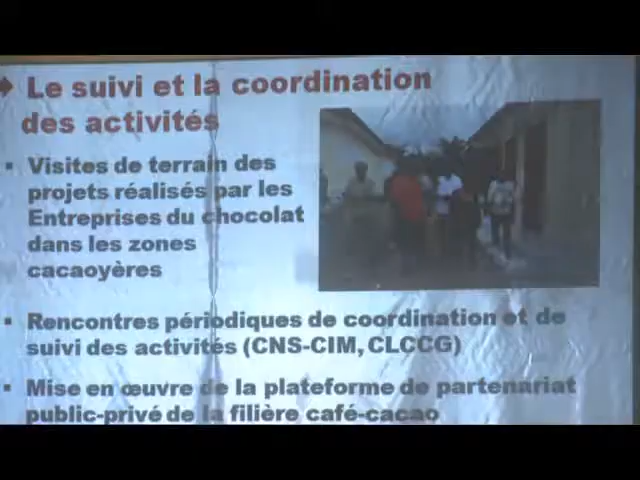 Le suivi et la coordination
des activités
▪ Visites de terrain des
projets réalisés par les
Entreprises du chocolat
dans les zones
cacaoyères
▪ Rencontres périodiques de coordination et de
suivi des activités (CNS-CIM, CLCCG)
▪ Mise en œuvre de la plateforme de partenariat
public-privé de la filière café-cacao